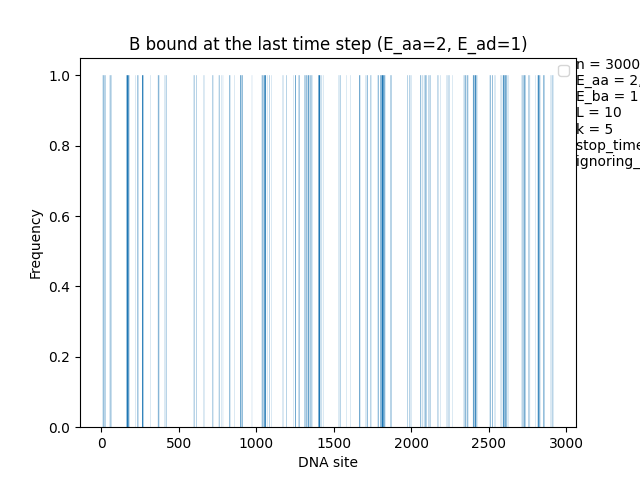 B bound at the last time step (E_aa=2, E_ad=1)
1.0
0.8
0.6
0.4
0.2
0.0
Frequency
0 500 1000 1500 2000 2500 3000
DNA site
n = 3000
E_aa = 2,
E_ba = 1
L = 10
k = 5
stop_time
ignoring_